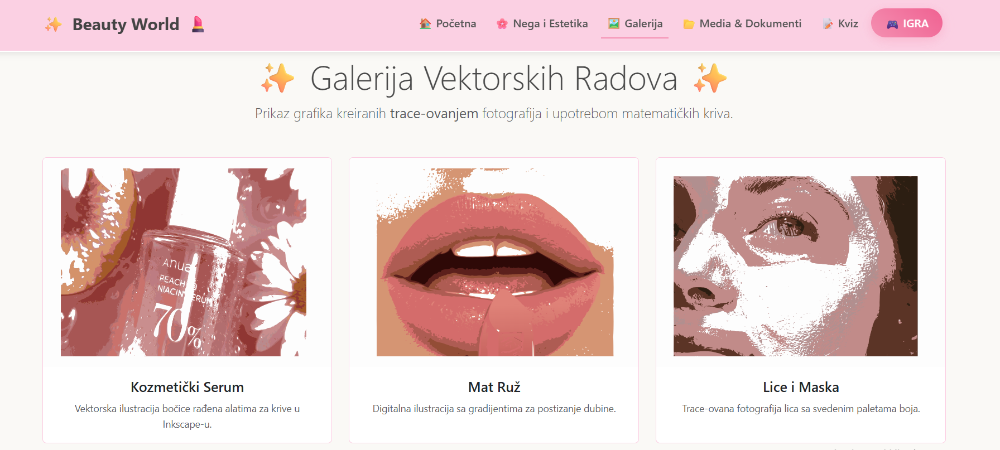 ✨ Beauty World 💄
🏠 Početna 🌸 Nega i Estetika 🖼️ Galerija 📁 Media & Dokumenti 📝 Kviz 🎮 IGRA
✨ Galerija Vektorskih Radova ✨
Prikaz grafika kreiranih trace-ovanjem fotografija i upotrebom matematičkih kriva.
anua
PEACH
NIACIN ERUM
70%
Kozmetički Serum
Vektorska ilustracija bočice rađena alatima za krive u
Inkscape-u.
Mat Ruž
Digitalna ilustracija sa gradijentima za postizanje dubine.
Lice i Maska
Trace-ovana fotografija lica sa svedenim paletama boja.